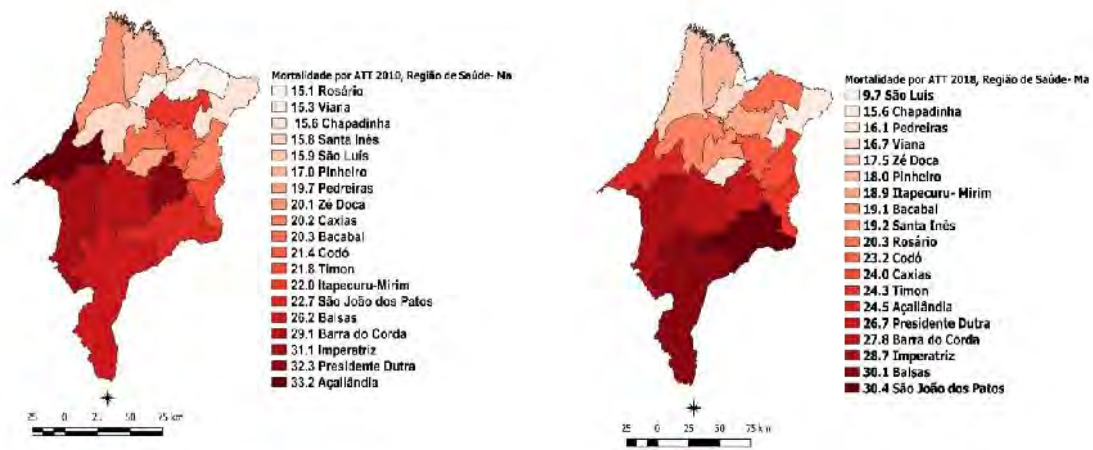 Mortalidade por ATT 2010, Região de Saúde- Ma
15.1 Rosário
15.3 Viana
15.6 Chapadinha
15.8 Santa Inês
15.9 São Luís
17.0 Pinheiro
19.7 Pedreiras
20.1 Zé Doca
20.2 Caxias
20.3 Bacabal
21.4 Codó
21.8 Timon
22.0 Itapecuru-Mirim
22.7 São João dos Patos
26.2 Balsas
29.1 Barra do Corda
31.1 Imperatriz
32.3 Presidente Dutra
33.2 Açailândia
25 0 25 50 75 km
Mortalidade por ATT 2018, Região de Saúde- Ma
9.7 São Luis
15.6 Chapadinha
16.1 Pedreiras
16.7 Viana
17.5 Zé Doca
18.0 Pinheiro
18.9 Itapecuru- Mirim
19.1 Bacabal
19.2 Santa Inês
20.3 Rosário
23.2 Codó
24.0 Caxias
24.3 Timon
24.5 Açailândia
26.7 Presidente Dutra
27.8 Barra do Corda
28.7 Imperatriz
30.1 Balsas
30.4 São João dos Patos
25 0 25 50 75 km